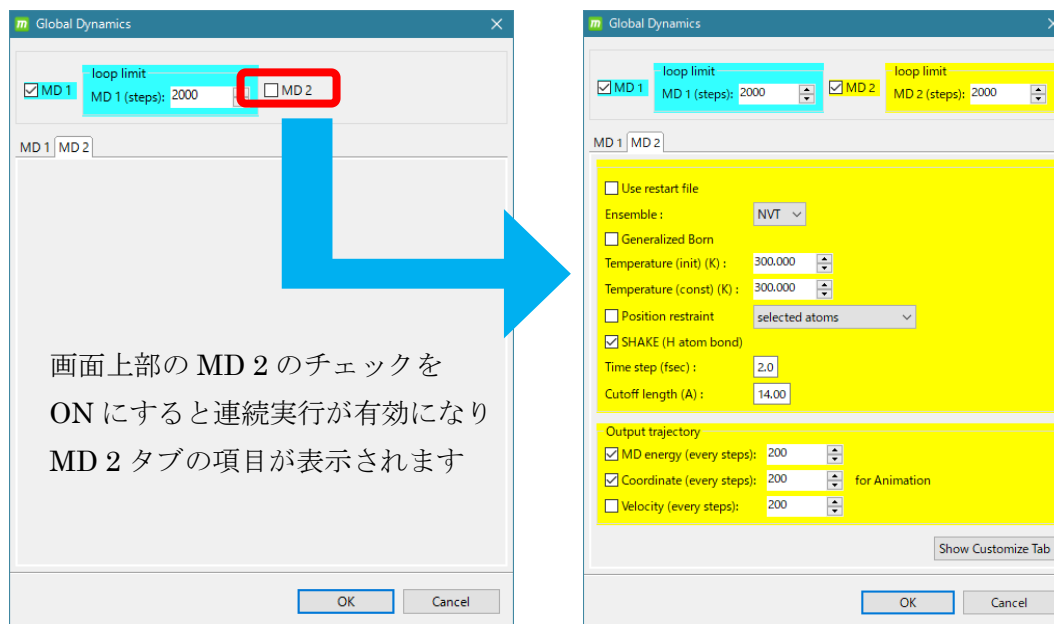 Global Dynamics
loop limit
MD 1
MD 1 (steps): 2000
MD 2
MD 1 MD 2
画面上部の MD 2 のチェックを
ON にすると連続実行が有効になり
MD 2 タブの項目が表示されます
OK Cancel
Global Dynamics
loop limit
MD 1
MD 1 (steps): 2000
MD 2
loop limit
MD 2 (steps): 2000
MD 1 MD 2
Use restart file
Ensemble : NVT
Generalized Born
Temperature (init) (K) : 300.000
Temperature (const) (K) : 300.000
Position restraint selected atoms
SHAKE (H atom bond)
Time step (fsec) : 2.0
Cutoff length (A) : 14.00
Output trajectory
MD energy (every steps): 200
Coordinate (every steps): 200 for Animation
Velocity (every steps): 200
Show Customize Tab
OK Cancel